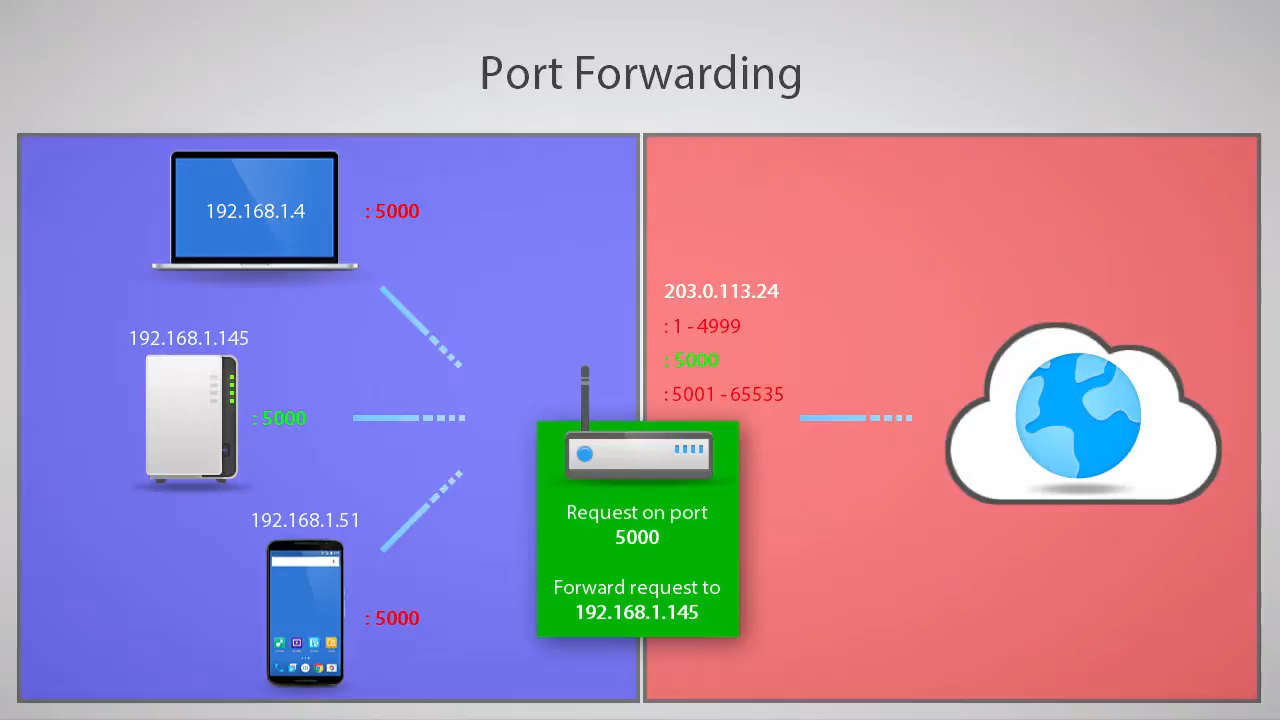 Port Forwarding
192.168.1.4
: 5000
192.168.1.145
: 5000
192.168.1.51
: 5000
203.0.113.24
: 1 - 4999
: 5000
: 5001 - 65535
Request on port
5000
Forward request to
192.168.1.145